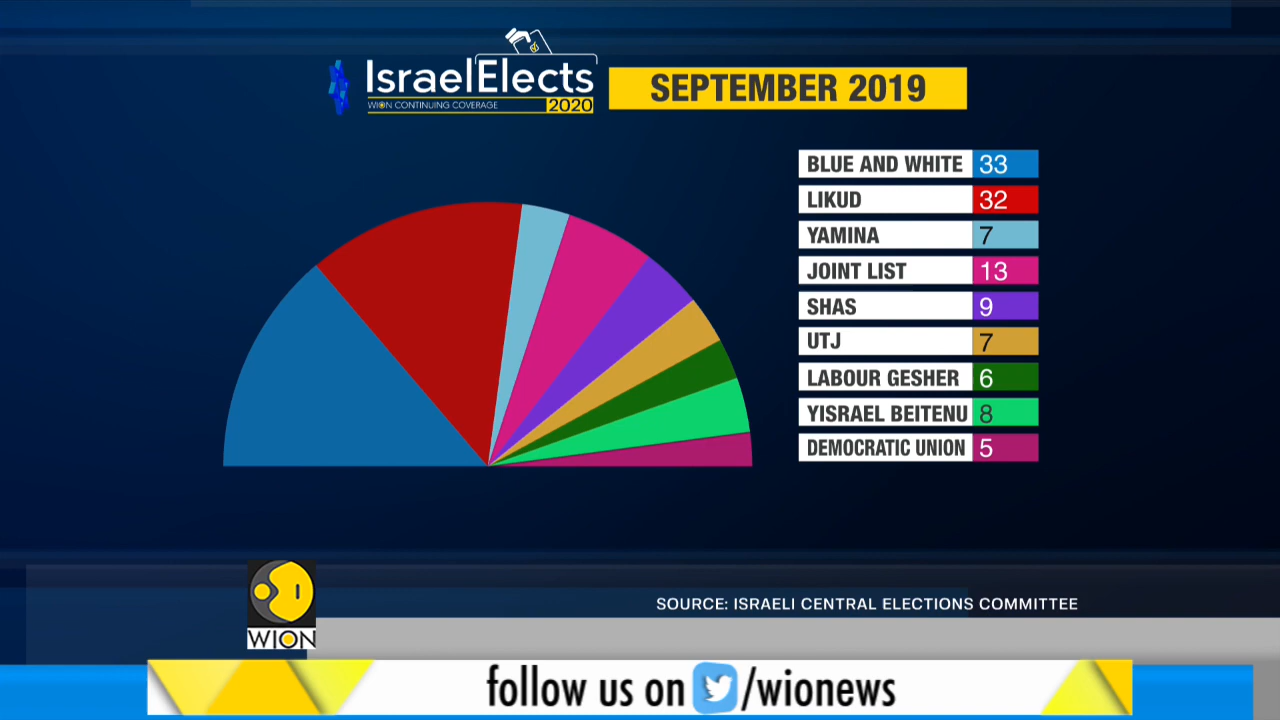 IsraelElects
WION CONTINUING COVERAGE 2020
SEPTEMBER 2019
BLUE AND WHITE 33
LIKUD 32
YAMINA 7
JOINT LIST 13
SHAS 9
UTJ 7
LABOUR GESHER 6
YISRAEL BEITENU 8
DEMOCRATIC UNION 5
SOURCE: ISRAELI CENTRAL ELECTIONS COMMITTEE
WION
follow us on /wionews